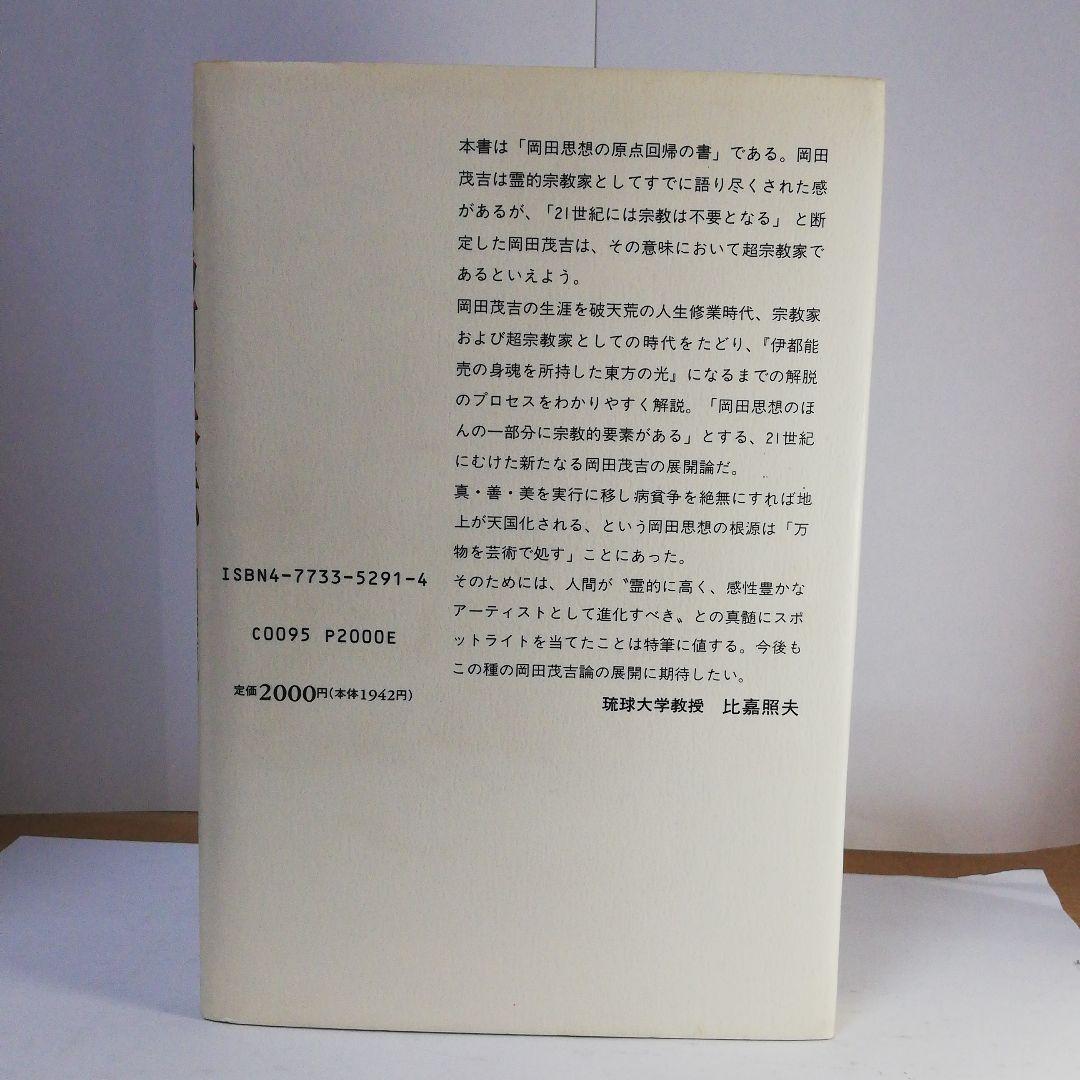 本書は「岡田思想の原点回帰の書」である。岡田
茂吉は霊的宗教家としてすでに語り尽くされた感
があるが、「21世紀には宗教は不要となる」と断
定した岡田茂吉は、その意味において超宗教家で
あるといえよう。
岡田茂吉の生涯を破天荒の人生修業時代、宗教家
および超宗教家としての時代をたどり、『伊都能
売の身魂を所持した東方の光』になるまでの解脱
のプロセスをわかりやすく解説。「岡田思想のほ
んの一部分に宗教的要素がある」とする、21世紀
にむけた新たなる岡田茂吉の展開論だ。
真・善・美を実行に移し病貧争を絶無にすれば地
上が天国化される、という岡田思想の根源は「万
物を芸術で処す」ことにあった。
そのためには、人間が〝霊的に高く、感性豊かな
アーティストとして進化すべき〟との真髄にスポ
ットライトを当てたことは特筆に値する。今後も
この種の岡田茂吉論の展開に期待したい。
琉球大学教授 比嘉照夫
ISBN4-7733-5291-4
C0095 P2000E
定価2000円(本体1942円)